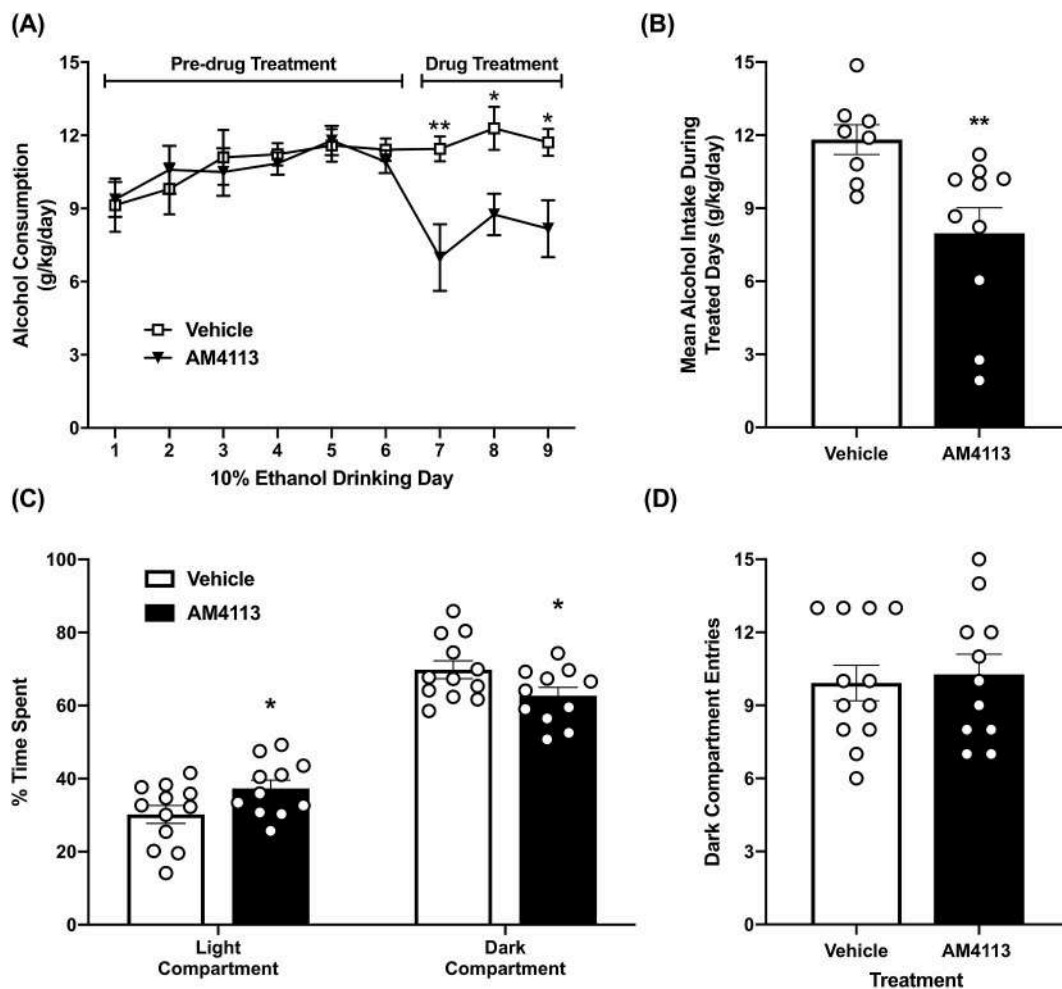 (A)
Pre-drug Treatment
Drug Treatment
**
*
*
15
12
9
6
3
0
Alcohol Consumption
(g/kg/day)
Vehicle
AM4113
1 2 3 4 5 6 7 8 9
10% Ethanol Drinking Day
(B)
15
12
9
6
3
0
Mean Alcohol Intake During
Treated Days (g/kg/day)
**
Vehicle AM4113
(C)
100
80
60
40
20
0
% Time Spent
Vehicle
AM4113
*
*
Light
Compartment
Dark
Compartment
(D)
15
12
9
6
3
0
Dark Compartment Entries
Vehicle AM4113
Treatment